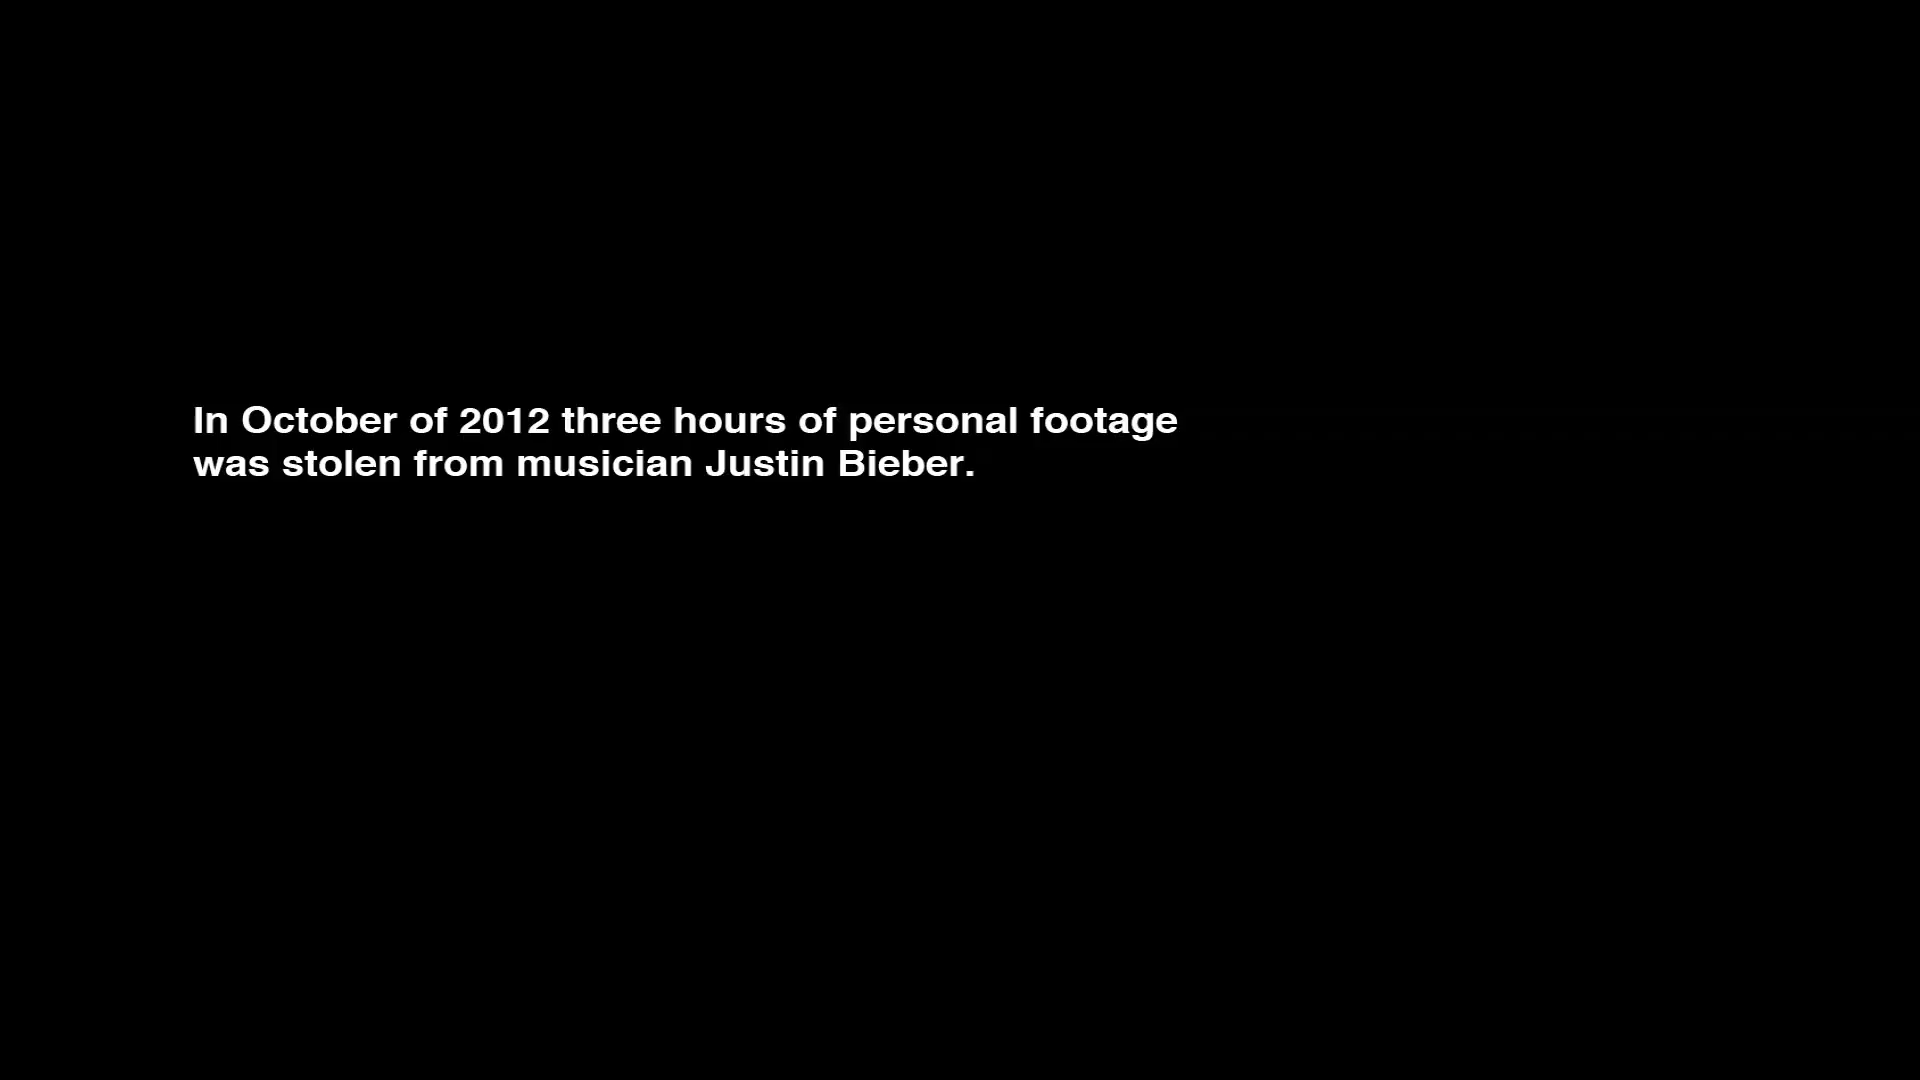 In October of 2012 three hours of personal footage
was stolen from musician Justin Bieber.